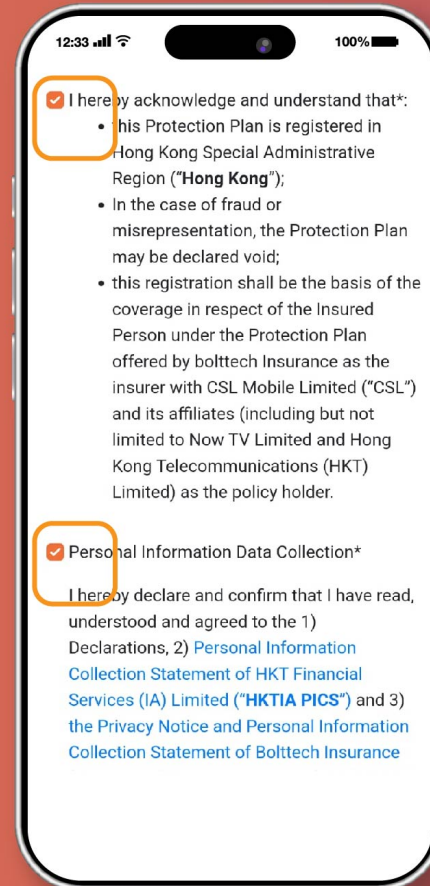 12:33 100%
I hereby acknowledge and understand that*:
• this Protection Plan is registered in
Hong Kong Special Administrative
Region ("Hong Kong");
• In the case of fraud or
misrepresentation, the Protection Plan
may be declared void;
• this registration shall be the basis of the
coverage in respect of the Insured
Person under the Protection Plan
offered by bolttech Insurance as the
insurer with CSL Mobile Limited ("CSL")
and its affiliates (including but not
limited to Now TV Limited and Hong
Kong Telecommunications (HKT)
Limited) as the policy holder.
Personal Information Data Collection*
I hereby declare and confirm that I have read,
understood and agreed to the 1)
Declarations, 2) Personal Information
Collection Statement of HKT Financial
Services (IA) Limited ("HKTIA PICS") and 3)
the Privacy Notice and Personal Information
Collection Statement of Bolttech Insurance